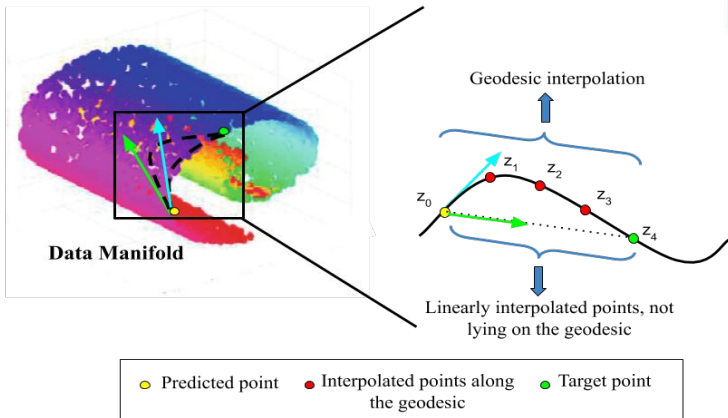 Geodesic interpolation
z1
z2
z0
z3
z4
Data Manifold
Linearly interpolated points, not
lying on the geodesic
Predicted point
Interpolated points along
the geodesic
Target point